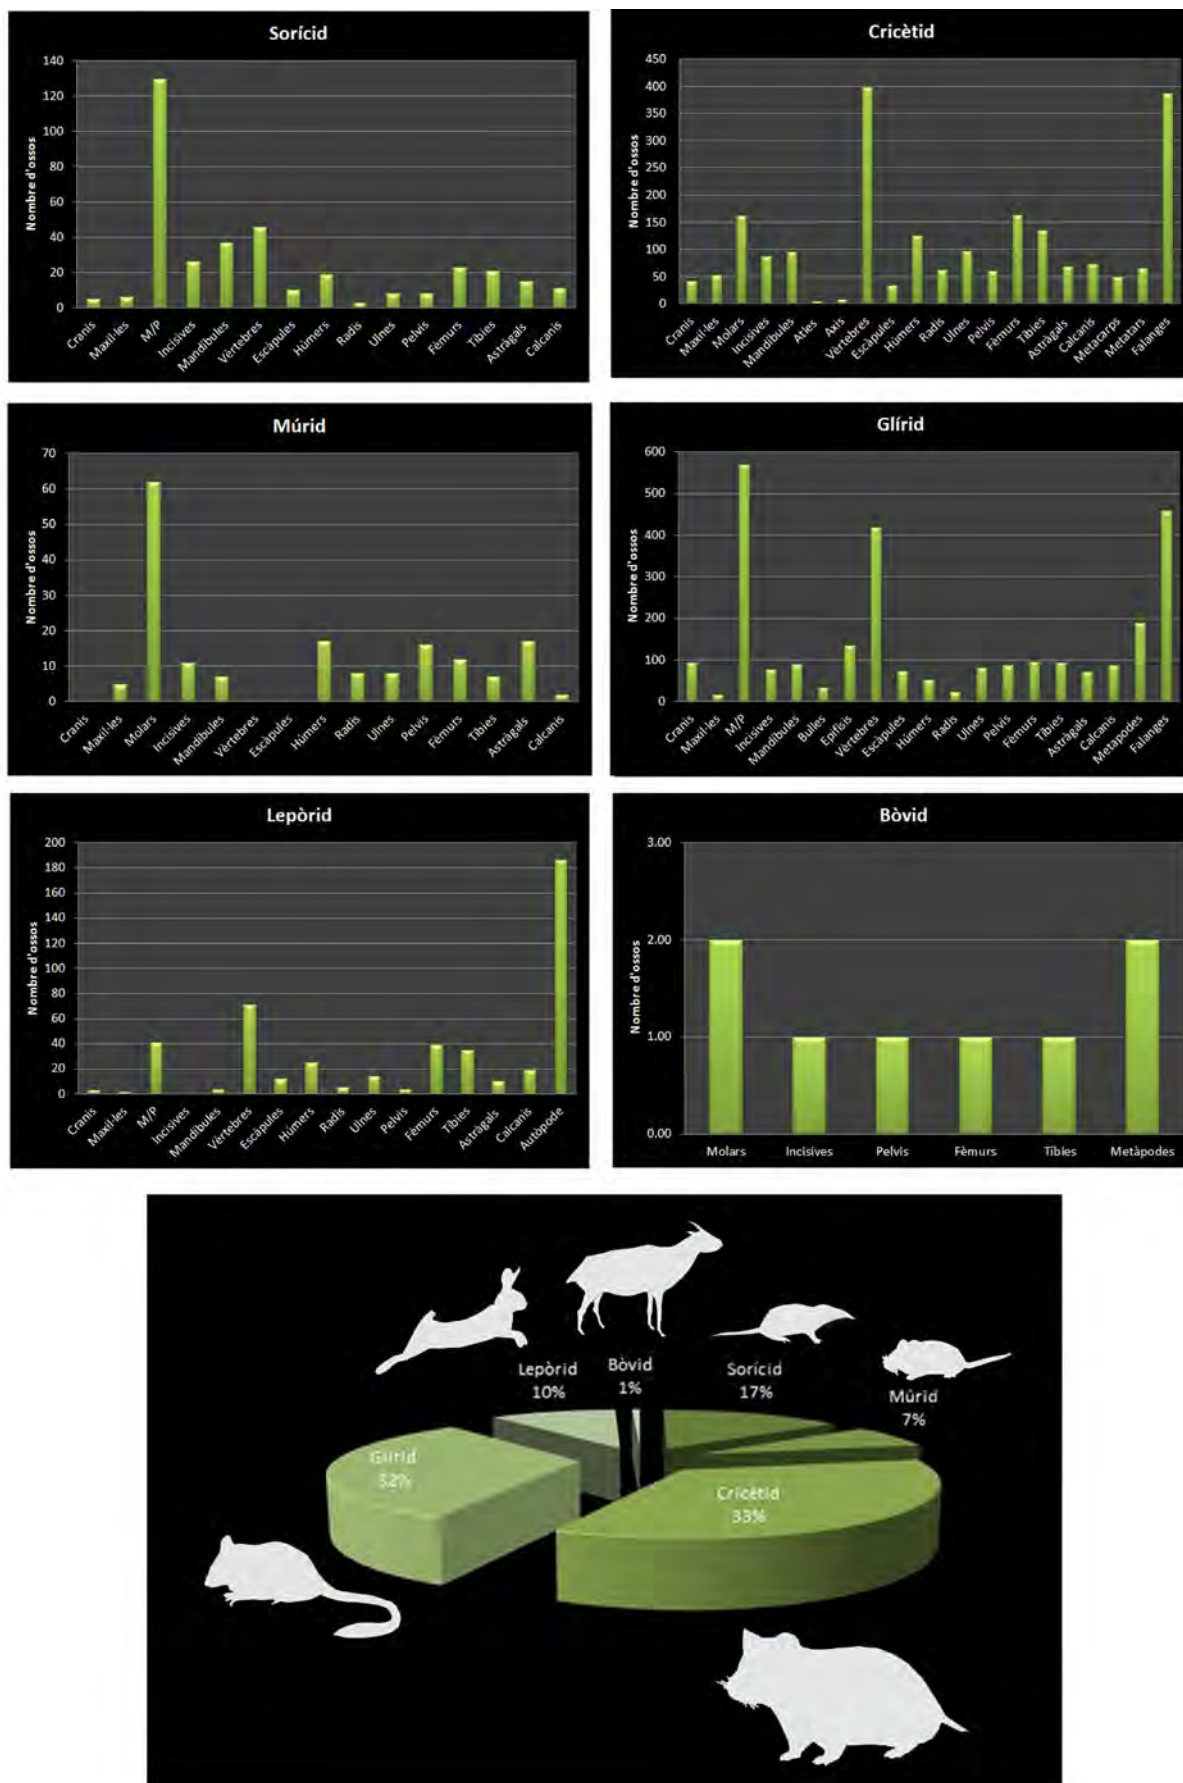 Sorícid
Nombre d'ossos
140
120
100
80
60
40
20
0
Cranis
Maxil·les
M/P
Incisives
Mandíbules
Vèrtebres
Escàpules
Húmers
Radis
Ulnes
Pelvis
Fèmurs
Tíbies
Astràgals
Calcanis
Cricètid
Nombre d'ossos
450
400
350
300
250
200
150
100
50
0
Cranis
Maxil·les
Molars
Incisives
Mandíbules
Atles
Axis
Vèrtebres
Escàpules
Húmers
Radis
Ulnes
Pelvis
Fèmurs
Tíbies
Astràgals
Calcanis
Metacarps
Metatars
Falanges
Múrid
Nombre d'ossos
70
60
50
40
30
20
10
0
Cranis
Maxil·les
Molars
Incisives
Mandíbules
Vèrtebres
Escàpules
Húmers
Radis
Ulnes
Pelvis
Fèmurs
Tíbies
Astràgals
Calcanis
Glírid
Nombre d'ossos
600
500
400
300
200
100
0
Cranis
Maxil·les
M/P
Incisives
Mandíbules
Bulles
Epífisis
Vèrtebres
Escàpules
Húmers
Radis
Ulnes
Pelvis
Fèmurs
Tíbies
Astràgals
Calcanis
Metapodes
Falanges
Lepòrid
Nombre d'ossos
200
180
160
140
120
100
80
60
40
20
0
Cranis
Maxil·les
M/P
Incisives
Mandíbules
Vèrtebres
Escàpules
Húmers
Radis
Ulnes
Pelvis
Fèmurs
Tíbies
Astràgals
Calcanis
Autòpode
Bòvid
Nombre d'ossos
3.00
2.00
1.00
0.00
Molars
Incisives
Pelvis
Fèmurs
Tíbies
Metàpodes
Lepòrid
10%
Bòvid
1%
Sorícid
17%
Múrid
7%
Glírid
32%
Cricètid
33%